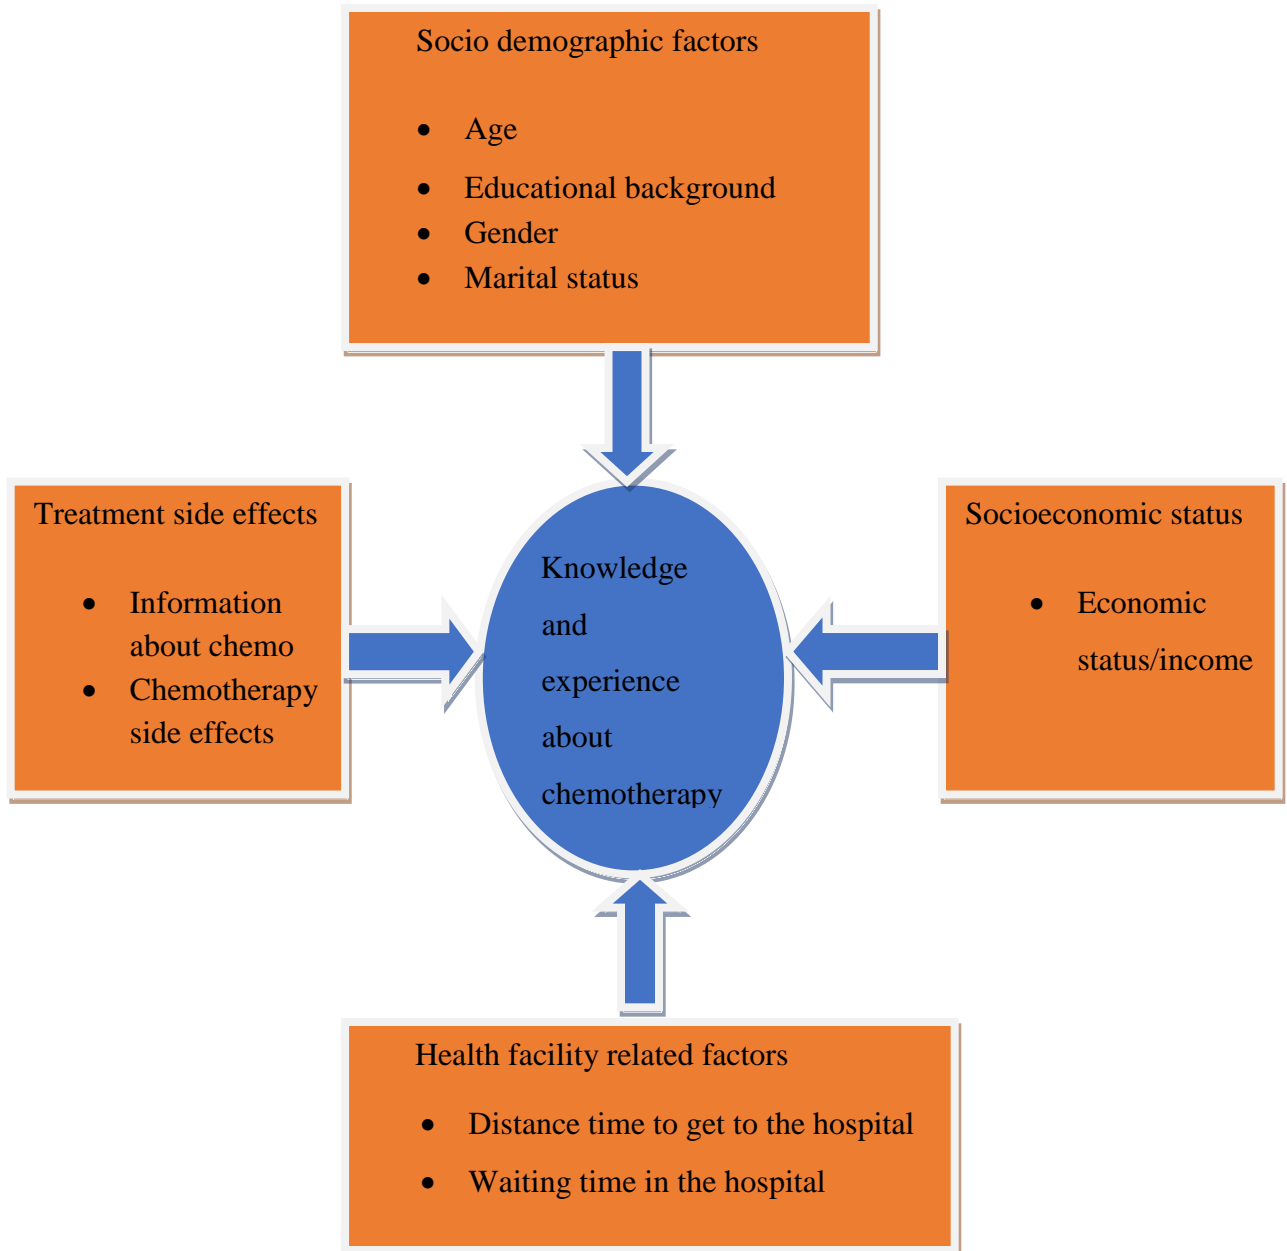 Socio demographic factors
• Age
• Educational background
• Gender
• Marital status
Treatment side effects
• Information
about chemo
• Chemotherapy
side effects
Knowledge
and
experience
about
chemotherapy
Socioeconomic status
• Economic
status/income
Health facility related factors
• Distance time to get to the hospital
• Waiting time in the hospital